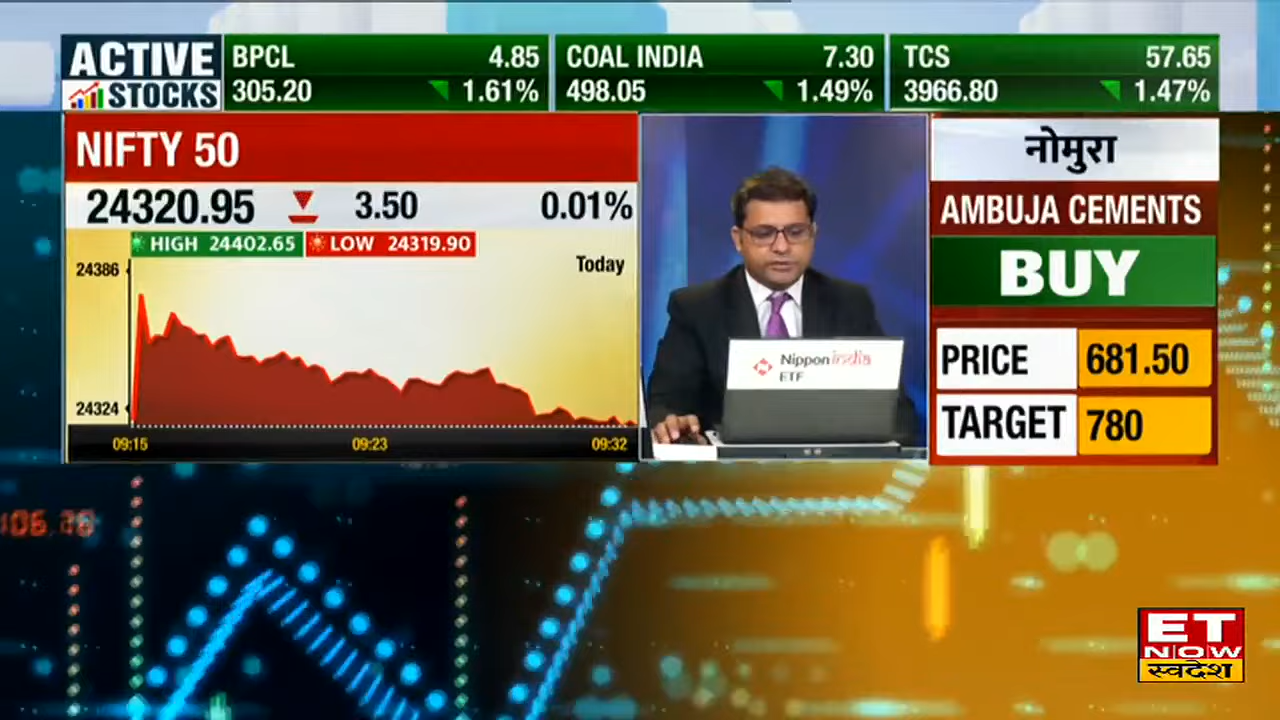 ACTIVE STOCKS
BPCL 4.85
305.20 1.61%
COAL INDIA 7.30
498.05 1.49%
TCS 57.65
3966.80 1.47%
NIFTY 50
24320.95 3.50 0.01%
HIGH 24402.65 LOW 24319.90
Today
24386
24324
09:15 09:23 09:32
Nippon india
ETF
नोमुरा
AMBUJA CEMENTS
BUY
PRICE 681.50
TARGET 780
ET
NOW
स्वदेश